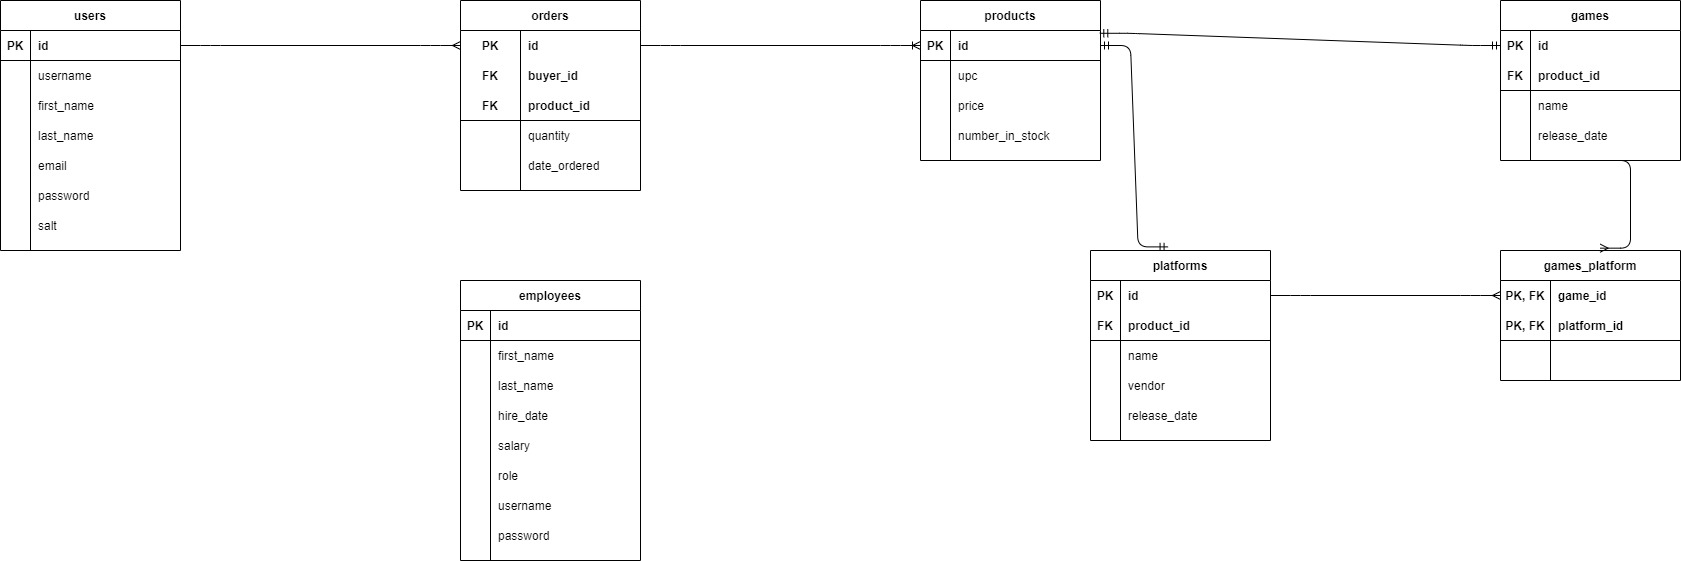 users
PK id
username
first_name
last_name
email
password
salt
orders
PK id
FK buyer_id
FK product_id
quantity
date_ordered
products
PK id
upc
price
number_in_stock
games
PK id
FK product_id
name
release_date
employees
PK id
first_name
last_name
hire_date
salary
role
username
password
platforms
PK id
FK product_id
name
vendor
release_date
games_platform
PK, FK game_id
PK, FK platform_id